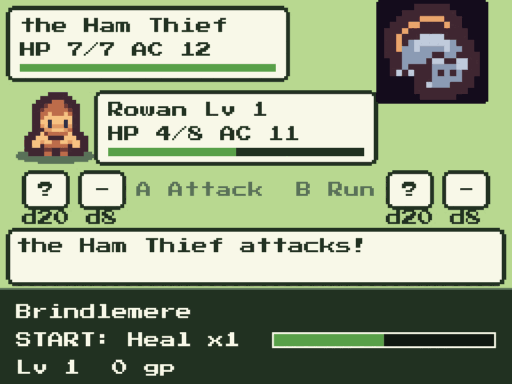 the Ham Thief
HP 7/7 AC 12
Rowan Lv 1
HP 4/8 AC 11
? - A Attack B Run ? -
d20 d8 d20 d8
the Ham Thief attacks!
Brindlemere
START: Heal x1
Lv 1 0 gp